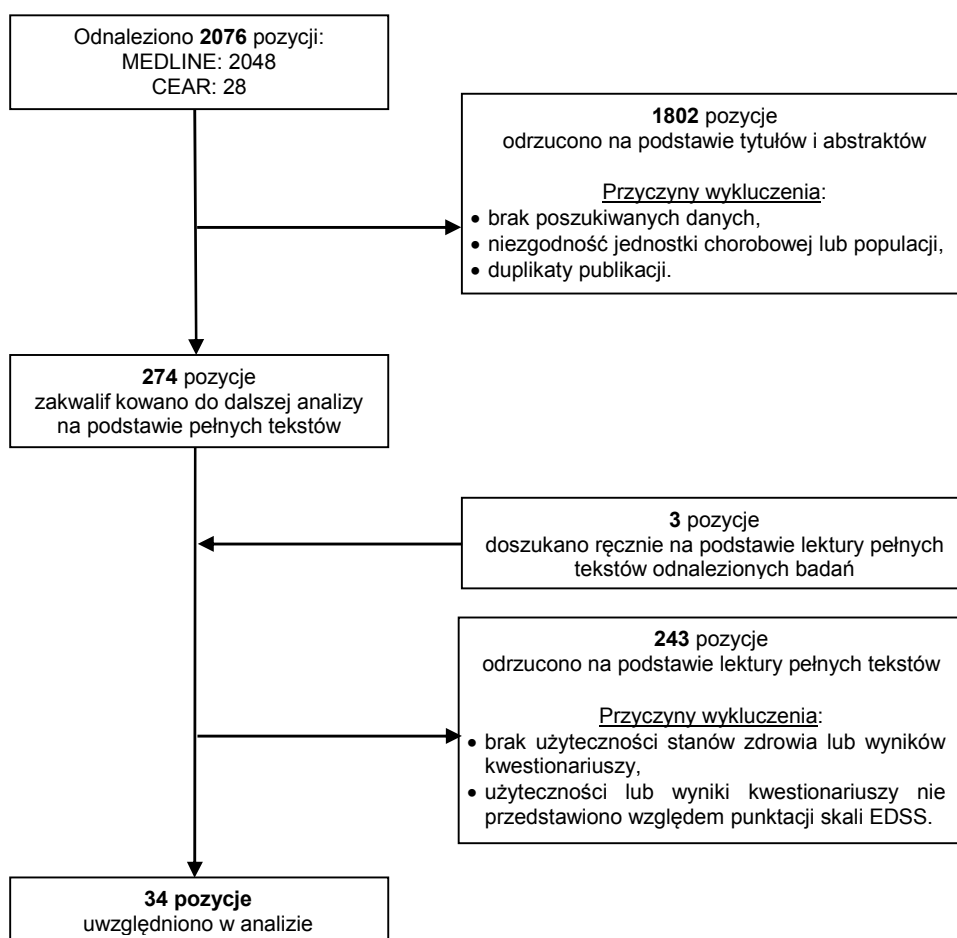 Odnaleziono 2076 pozycji:
MEDLINE: 2048
CEAR: 28
1802 pozycje
odrzucono na podstawie tytułów i abstraktów
Przyczyny wykluczenia:
• brak poszukiwanych danych,
• niezgodność jednostki chorobowej lub populacji,
• duplikaty publikacji.
274 pozycje
zakwalif kowano do dalszej analizy
na podstawie pełnych tekstów
3 pozycje
doszukano ręcznie na podstawie lektury pełnych
tekstów odnalezionych badań
243 pozycje
odrzucono na podstawie lektury pełnych tekstów
Przyczyny wykluczenia:
• brak użyteczności stanów zdrowia lub wyników
kwestionariuszy,
• użyteczności lub wyniki kwestionariuszy nie
przedstawiono względem punktacji skali EDSS.
34 pozycje
uwzględniono w analizie